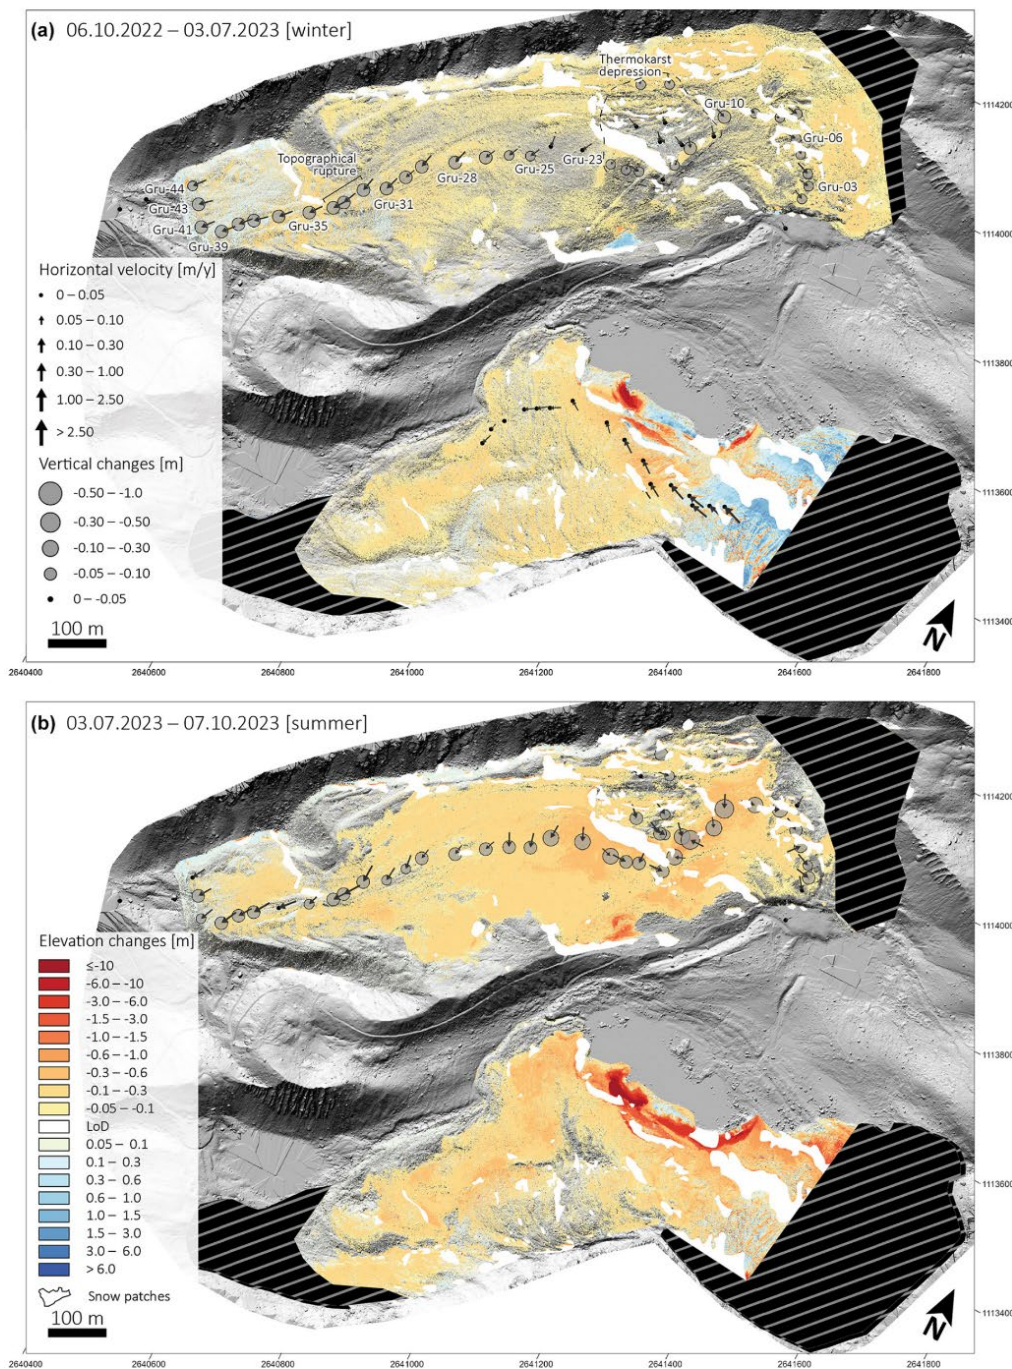 (a) 06.10.2022 – 03.07.2023 [winter]
Thermokarst
depression
Gru-10
1114200
Gru-06
Topographical
rupture
Gru-23
Gru-25
Gru-28
Gru-44
Gru-03
Gru-43
Gru-31
Gru-41
Gru-35
Gru-39
1114000
Horizontal velocity [m/y]
0 – 0.05
0.05 – 0.10
0.10 – 0.30
0.30 – 1.00
1.00 – 2.50
> 2.50
1113800
Vertical changes [m]
-0.50 – -1.0
-0.30 – -0.50
-0.10 – -0.30
-0.05 – -0.10
0 – -0.05
1113600
100 m
N
1113400
2640400 2640600 2640800 2641000 2641200 2641400 2641600 2641800
(b) 03.07.2023 – 07.10.2023 [summer]
1114200
1114000
Elevation changes [m]
≤-10
-6.0 – -10
-3.0 – -6.0
-1.5 – -3.0
-1.0 – -1.5
-0.6 – -1.0
-0.3 – -0.6
-0.1 – -0.3
-0.05 – -0.1
LoD
0.05 – 0.1
0.1 – 0.3
0.3 – 0.6
0.6 – 1.0
1.0 – 1.5
1.5 – 3.0
3.0 – 6.0
> 6.0
Snow patches
1113800
1113600
100 m
N
1113400
2640400 2640600 2640800 2641000 2641200 2641400 2641600 2641800